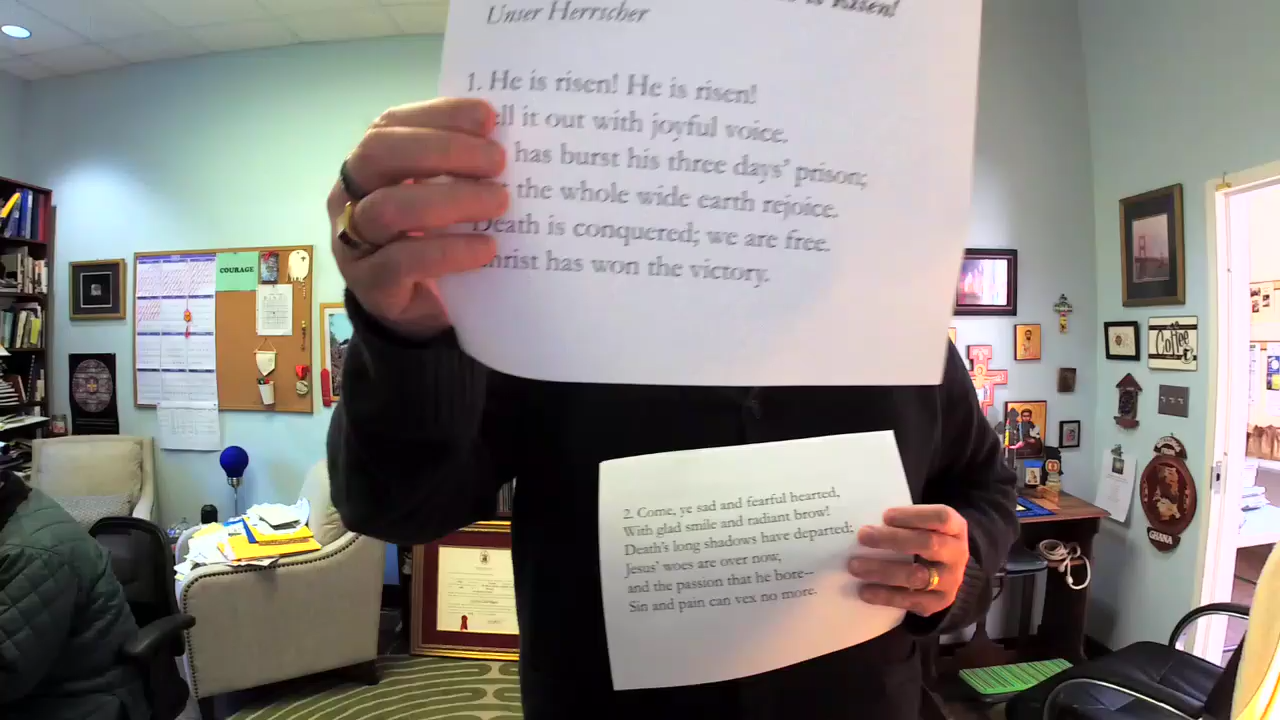 is Risen!
Unser Herrscher
1. He is risen! He is risen!
ell it out with joyful voice.
has burst his three days' prison;
the whole wide earth rejoice.
Death is conquered; we are free.
hrist has won the victory.
2. Come, ye sad and fearful hearted,
With glad smile and radiant brow!
Death's long shadows have departed;
Jesus' woes are over now,
and the passion that he bore--
Sin and pain can vex no more.
COURAGE
Coffee
GHANA